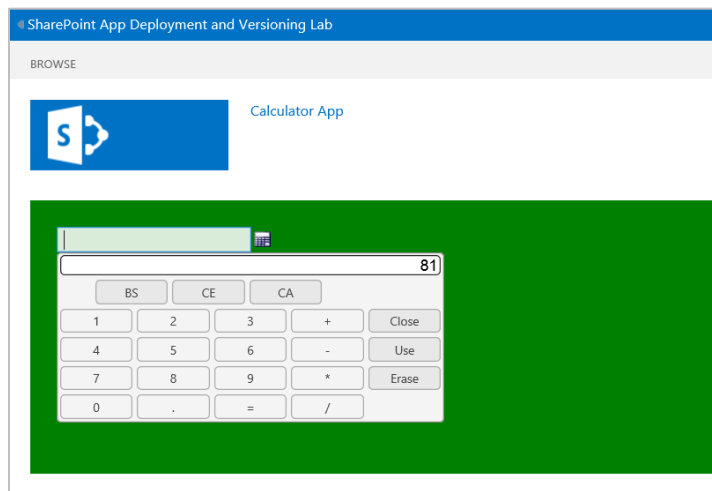 SharePoint App Deployment and Versioning Lab
BROWSE
S
Calculator App
81
BS CE CA
1 2 3 + Close
4 5 6 - Use
7 8 9 * Erase
0 . = /